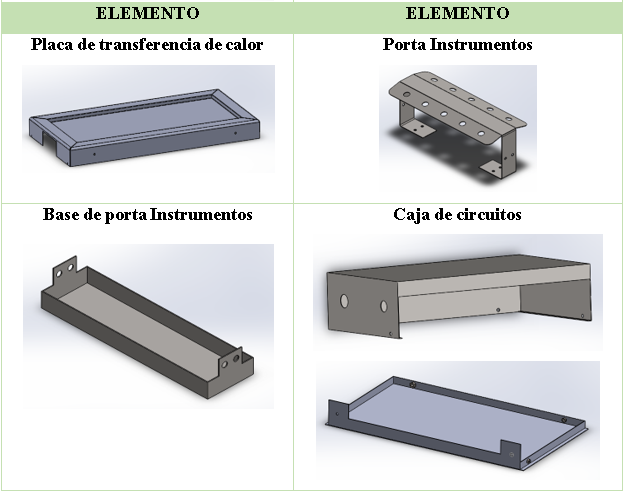 ELEMENTO
ELEMENTO
Placa de transferencia de calor
Porta Instrumentos
Base de porta Instrumentos
Caja de circuitos